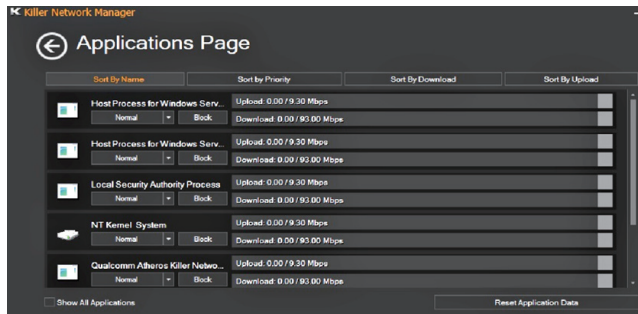 Killer Network Manager
Applications Page
Sort By Name
Sort by Priority
Sort By Download
Sort By Upload
Host Process for Windows Serv...
Upload: 0.00 / 9.30 Mbps
Normal
Block
Download: 0.00 / 93.00 Mbps
Host Process for Windows Serv...
Upload: 0.00 / 9.30 Mbps
Normal
Block
Download: 0.00 / 93.00 Mbps
Local Security Authority Process
Upload: 0.00 / 9.30 Mbps
Normal
Block
Download: 0.00 / 93.00 Mbps
NT Kernel System
Upload: 0.00 / 9.30 Mbps
Normal
Block
Download: 0.00 / 93.00 Mbps
Qualcomm Atheros Killer Netwo...
Upload: 0.00 / 9.30 Mbps
Normal
Block
Download: 0.00 / 93.00 Mbps
Show All Applications
Reset Application Data